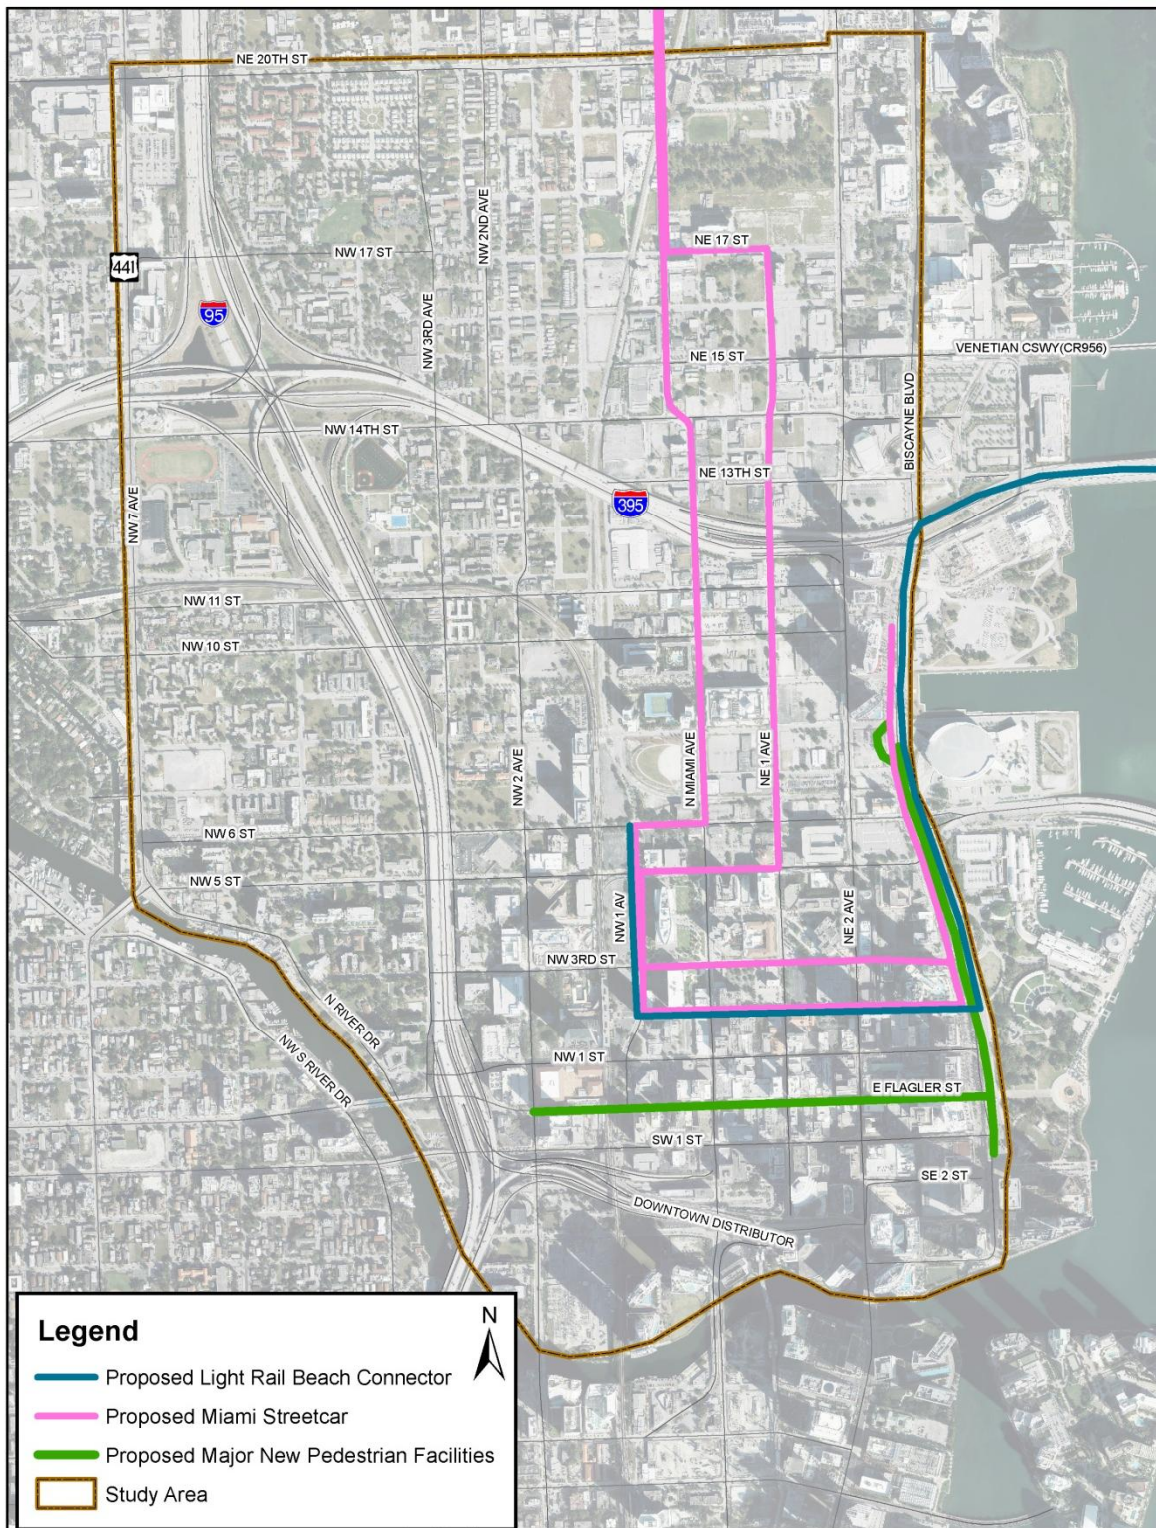 NE 20TH ST
NW 2ND AVE
NE 17 ST
NW 17 ST
441
95
NW 3RD AVE
VENETIAN CSWY(CR956)
NE 15 ST
BISCAYNE BLVD
NW 14TH ST
NE 13TH ST
395
NW 7 AVE
NW 11 ST
NW 10 ST
N MIAMI AVE
NE 1 AVE
NW 2 AVE
NW 6 ST
NW 5 ST
NW 1 AV
NE 2 AVE
NW 3RD ST
N RIVER DR
NW S RIVER DR
NW 1 ST
E FLAGLER ST
SW 1 ST
SE 2 ST
DOWNTOWN DISTRIBUTOR
Legend
N
Proposed Light Rail Beach Connector
Proposed Miami Streetcar
Proposed Major New Pedestrian Facilities
Study Area